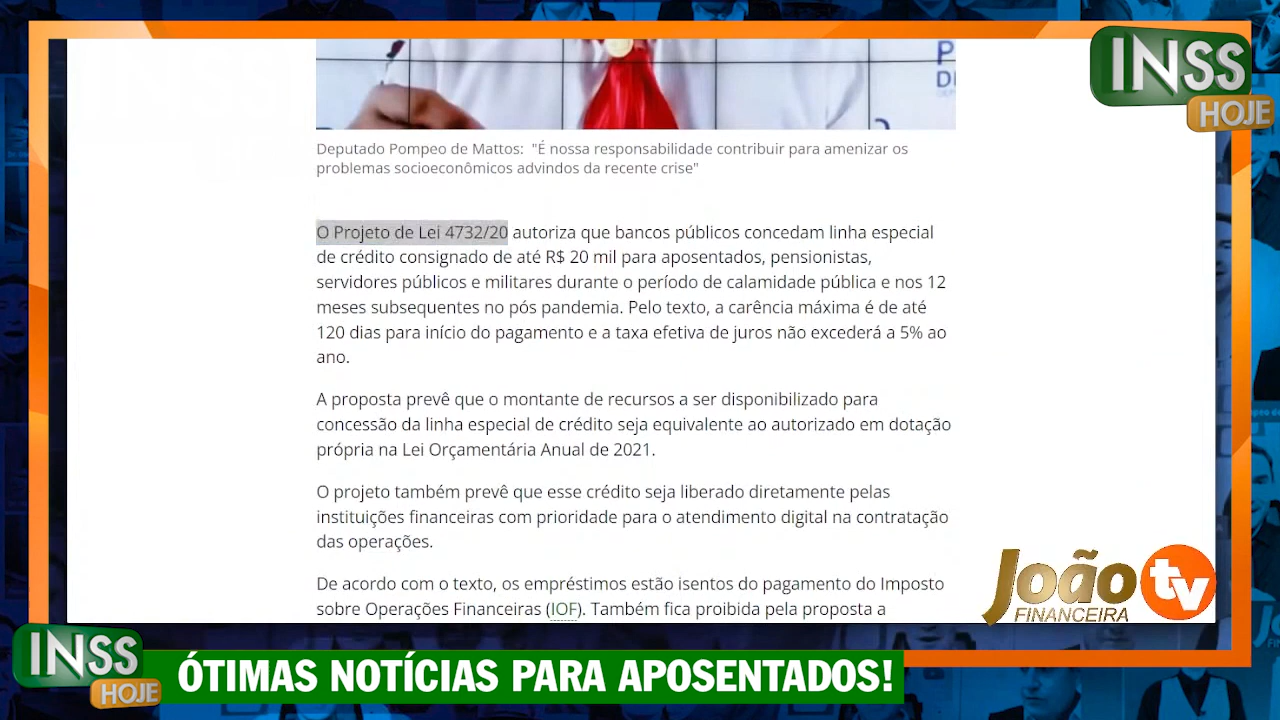 INSS
HOJE
P
DI
Deputado Pompeo de Mattos: "É nossa responsabilidade contribuir para amenizar os
problemas socioeconômicos advindos da recente crise"
O Projeto de Lei 4732/20 autoriza que bancos públicos concedam linha especial
de crédito consignado de até R$ 20 mil para aposentados, pensionistas,
servidores públicos e militares durante o período de calamidade pública e nos 12
meses subsequentes no pós pandemia. Pelo texto, a carência máxima é de até
120 dias para início do pagamento e a taxa efetiva de juros não excederá a 5% ao
ano.
A proposta prevê que o montante de recursos a ser disponibilizado para
concessão da linha especial de crédito seja equivalente ao autorizado em dotação
própria na Lei Orçamentária Anual de 2021.
O projeto também prevê que esse crédito seja liberado diretamente pelas
instituições financeiras com prioridade para o atendimento digital na contratação
das operações.
De acordo com o texto, os empréstimos estão isentos do pagamento do Imposto
sobre Operações Financeiras (IOF). Também fica proibida pela proposta a
João tv
FINANCEIRA
INSS
HOJE
ÓTIMAS NOTÍCIAS PARA APOSENTADOS!